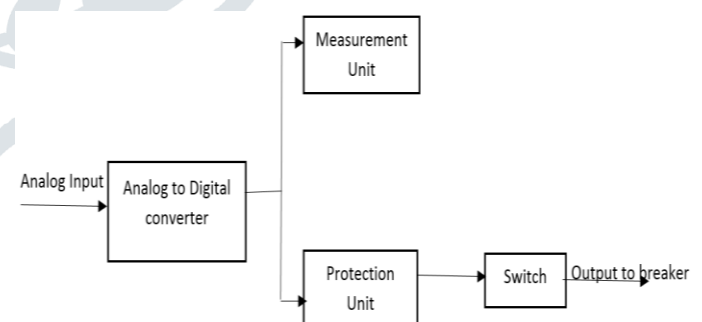 Measurement
Unit
Analog Input
Analog to Digital
converter
Protection
Unit
Switch
Output to breaker